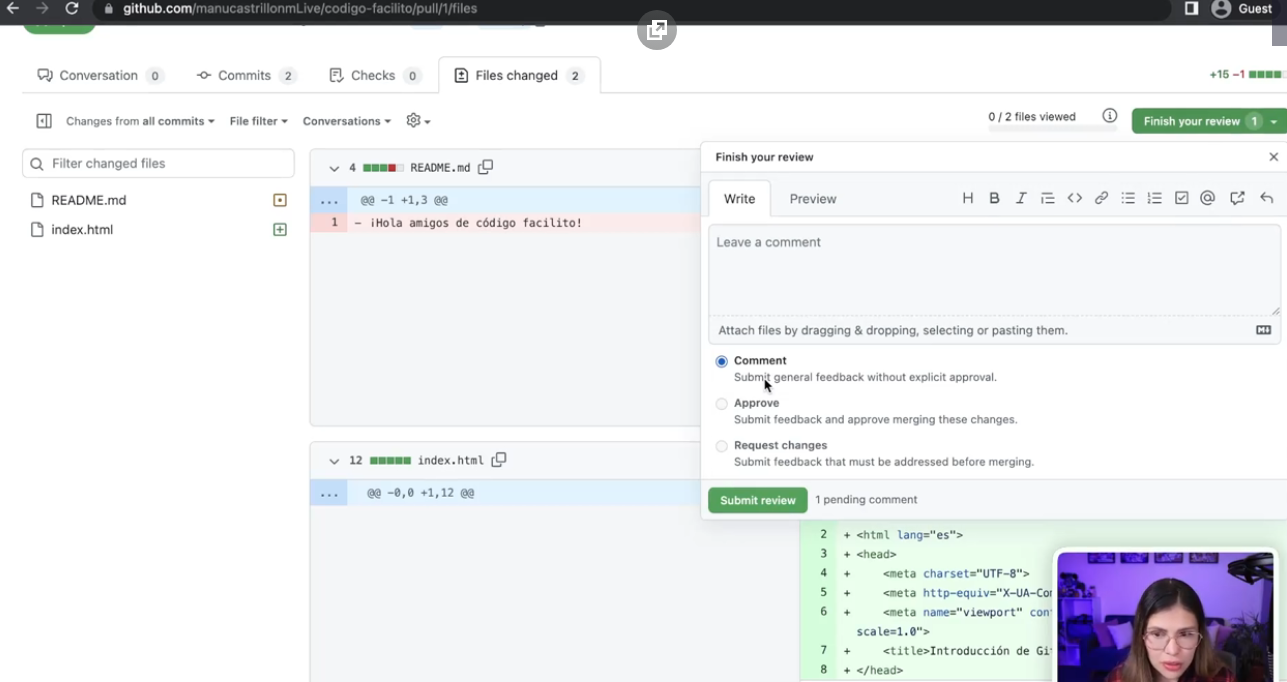 github.com/manucastrillonmLive/codigo-facilito/pull/1/files
Guest
Conversation 0
Commits 2
Checks 0
Files changed 2
+15 −1
Changes from all commits
File filter
Conversations
0 / 2 files viewed
Finish your review 1
Filter changed files
README.md
index.html
4 README.md
... @@ -1 +1,3 @@
1 - ¡Hola amigos de código facilito!
12 index.html
... @@ -0,0 +1,12 @@
Finish your review
Write
Preview
Leave a comment
Attach files by dragging & dropping, selecting or pasting them.
Comment
Submit general feedback without explicit approval.
Approve
Submit feedback and approve merging these changes.
Request changes
Submit feedback that must be addressed before merging.
Submit review
1 pending comment
2 + <html lang="es">
3 + <head>
4 + <meta charset="UTF-8">
5 + <meta http-equiv="X-UA-Co
6 + <meta name="viewport" con
scale=1.0">
7 + <title>Introducción de Gi
8 + </head>